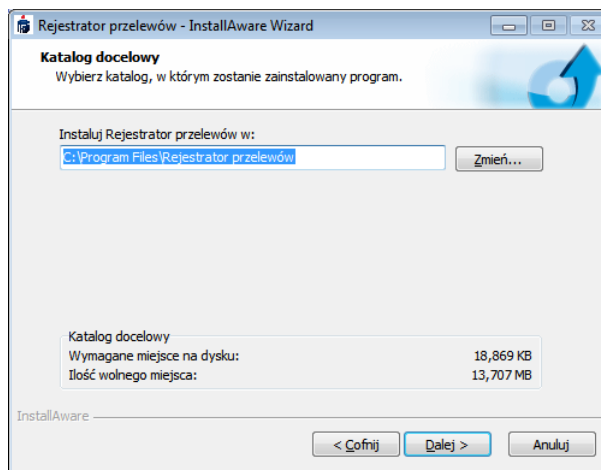 Rejestrator przelewów - InstallAware Wizard
Katalog docelowy
Wybierz katalog, w którym zostanie zainstalowany program.
Instaluj Rejestrator przelewów w:
C:\Program Files\Rejestrator przelewów
Zmień...
Katalog docelowy
Wymagane miejsce na dysku: 18,869 KB
Ilość wolnego miejsca: 13,707 MB
InstallAware
< Cofnij Dalej > Anuluj